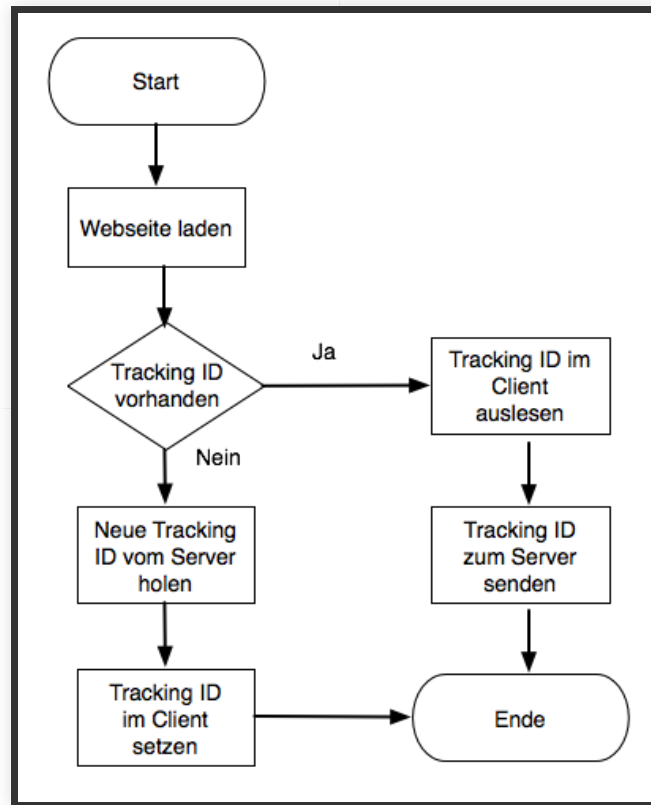 Start
Webseite laden
Tracking ID
vorhanden
Ja
Tracking ID im
Client
auslesen
Nein
Neue Tracking
ID vom Server
holen
Tracking ID
zum Server
senden
Tracking ID
im Client
setzen
Ende